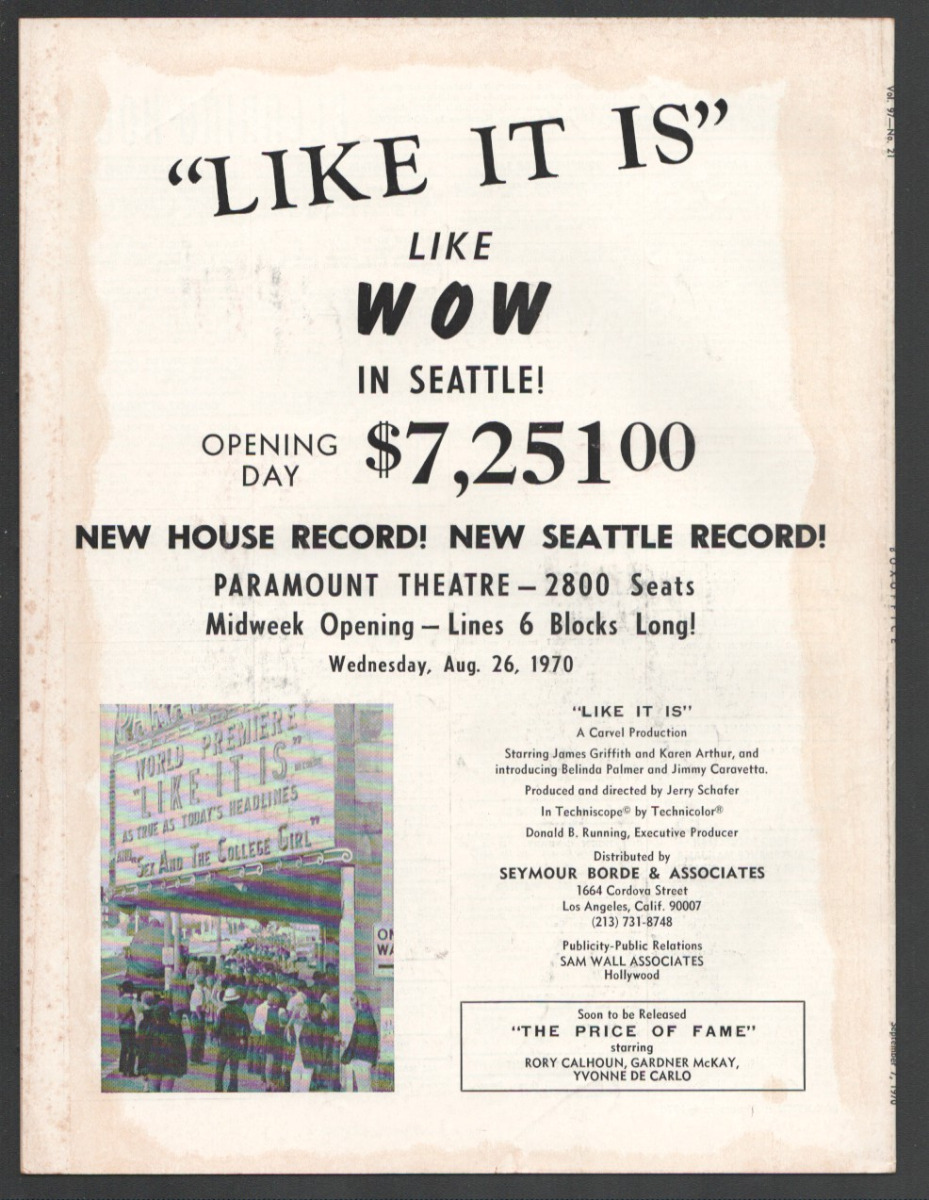 "LIKE IT IS"
LIKE
WOW
IN SEATTLE!
OPENING DAY $7,251 00
NEW HOUSE RECORD! NEW SEATTLE RECORD!
PARAMOUNT THEATRE – 2800 Seats
Midweek Opening – Lines 6 Blocks Long!
Wednesday, Aug. 26, 1970
WORLD PREMIERE
"LIKE IT IS"
AS TRUE AS TODAY'S HEADLINES
AND "SEX AND THE COLLEGE GIRL"
"LIKE IT IS"
A Carvel Production
Starring James Griffith and Karen Arthur, and
introducing Belinda Palmer and Jimmy Caravetta.
Produced and directed by Jerry Schafer
In Techniscope© by Technicolor®
Donald B. Running, Executive Producer
Distributed by
SEYMOUR BORDE & ASSOCIATES
1664 Cordova Street
Los Angeles, Calif. 90007
(213) 731-8748
Publicity-Public Relations
SAM WALL ASSOCIATES
Hollywood
Soon to be Released
"THE PRICE OF FAME"
starring
RORY CALHOUN, GARDNER McKAY,
YVONNE DE CARLO
Vol. 97—No. 21